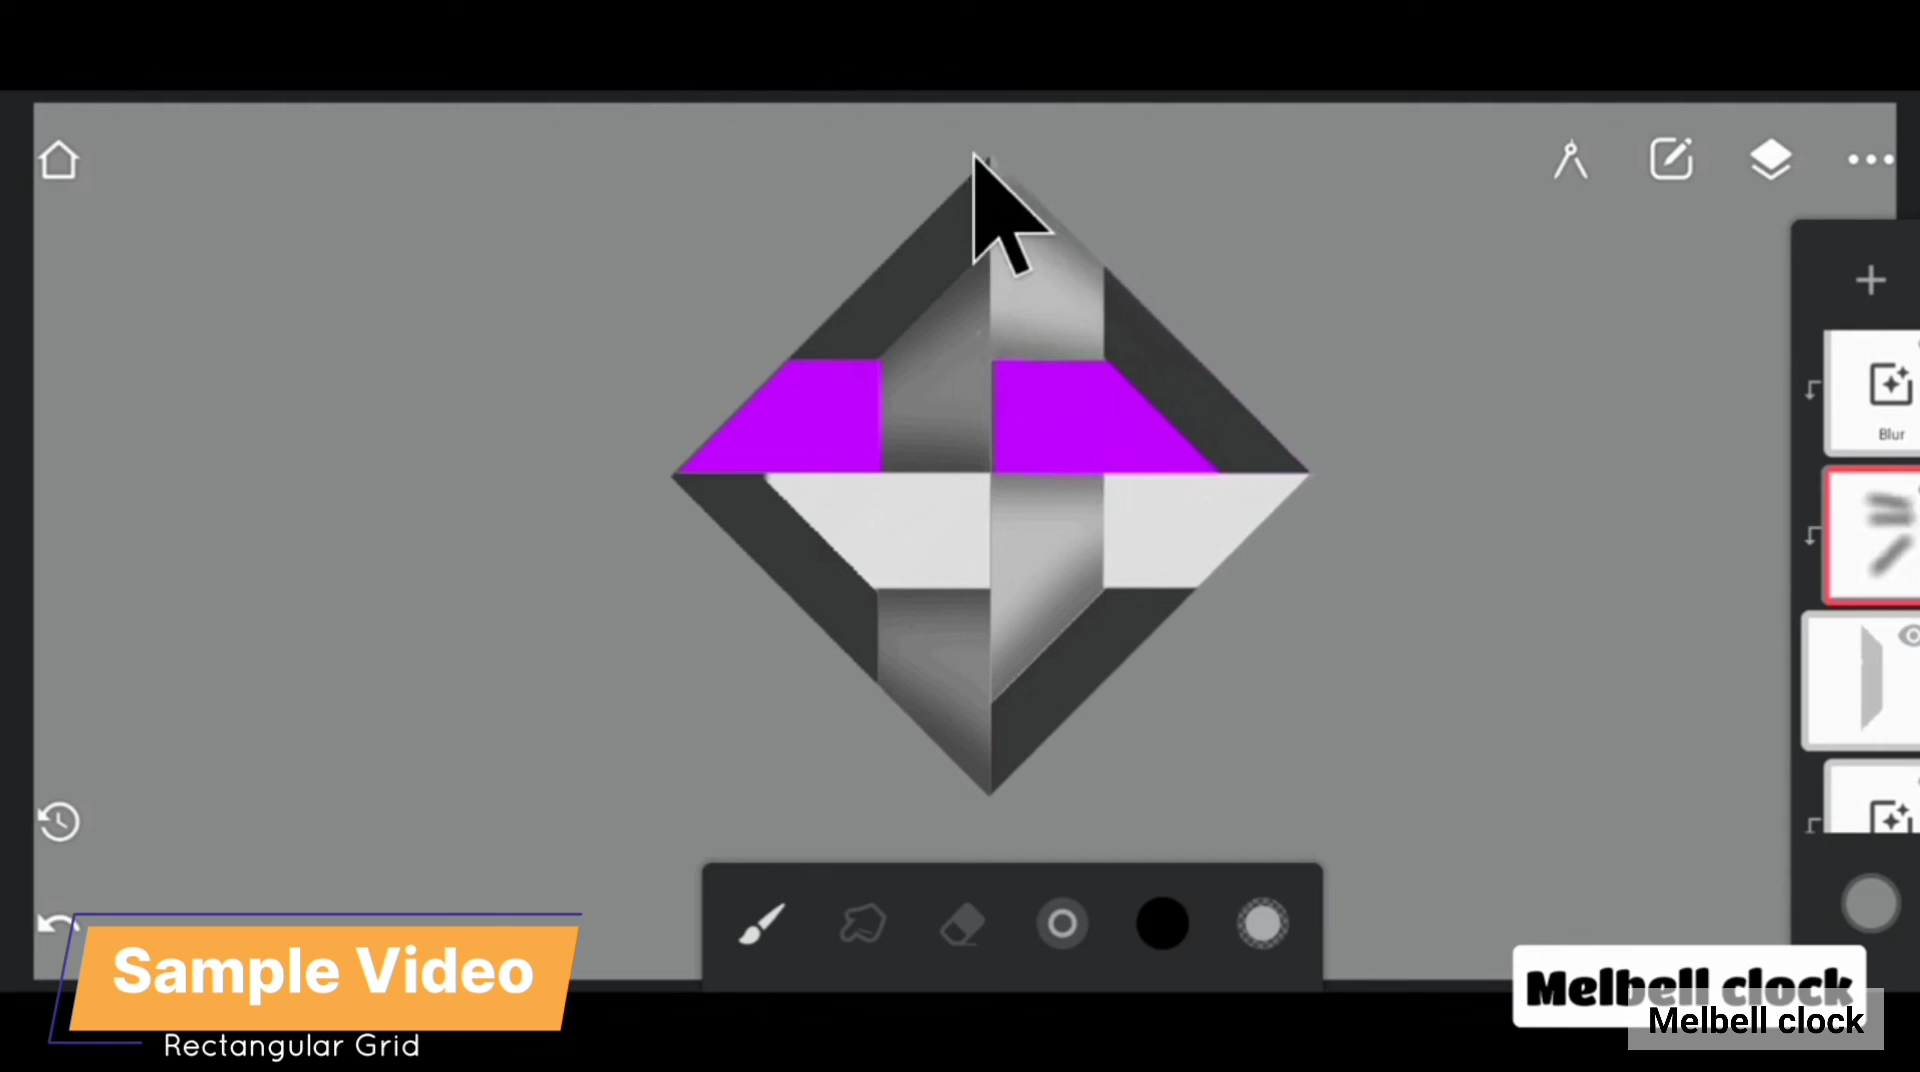 Blur
Sample Video
Rectangular Grid
Melbell clock
Melbell clock